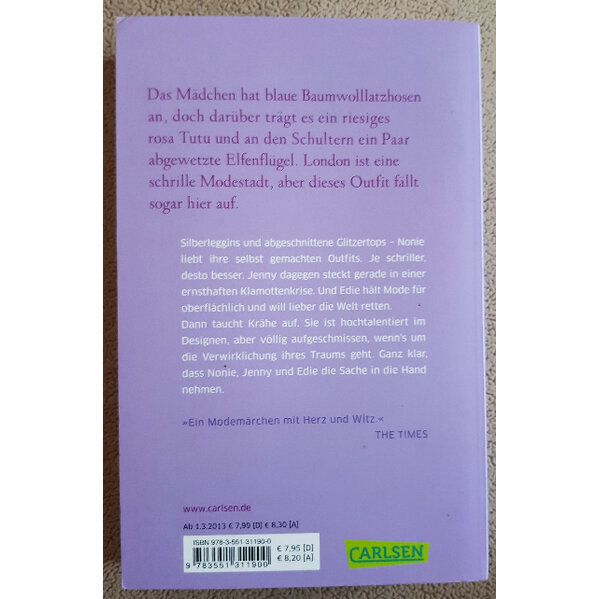 Das Mädchen hat blaue Baumwolllatzhosen
an, doch darüber trägt es ein riesiges
rosa Tutu und an den Schultern ein Paar
abgewetzte Elfenflügel. London ist eine
schrille Modestadt, aber dieses Outfit fällt
sogar hier auf.
Silberleggins und abgeschnittene Glitzertops – Nonie
liebt ihre selbst gemachten Outfits. Je schriller,
desto besser. Jenny dagegen steckt gerade in einer
ernsthaften Klamottenkrise. Und Edie hält Mode für
oberflächlich und will lieber die Welt retten.
Dann taucht Krähe auf. Sie ist hochtalentiert im
Designen, aber völlig aufgeschmissen, wenn's um
die Verwirklichung ihres Traums geht. Ganz klar,
dass Nonie, Jenny und Edie die Sache in die Hand
nehmen.
»Ein Modemärchen mit Herz und Witz.«
THE TIMES
www.carlsen.de
Ab 1.3.2013 € 7,99 [D] € 8,30 [A]
ISBN 978-3-551-31190-0
€ 7,95 [D]
€ 8,20 [A]
9 783551 311900
CARLSEN